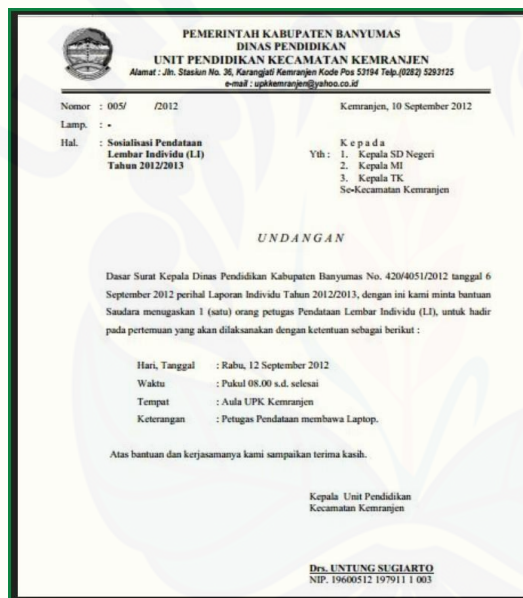 PEMERINTAH KABUPATEN BANYUMAS
DINAS PENDIDIKAN
UNIT PENDIDIKAN KECAMATAN KEMRANJEN
Alamat : Jln. Stasiun No. 36, Karangjati Kemranjen Kode Pos 53194 Telp.(0282) 5293125
e-mail : upkkemranjen@yahoo.co.id
Nomor : 005/ /2012 Kemranjen, 10 September 2012
Lamp. : -
Hal. : Sosialisasi Pendataan K e p a d a
Lembar Individu (LI) Yth : 1. Kepala SD Negeri
Tahun 2012/2013 2. Kepala MI
3. Kepala TK
Se-Kecamatan Kemranjen
U N D A N G A N
Dasar Surat Kepala Dinas Pendidikan Kabupaten Banyumas No. 420/4051/2012 tanggal 6
September 2012 perihal Laporan Individu Tahun 2012/2013, dengan ini kami minta bantuan
Saudara menugaskan 1 (satu) orang petugas Pendataan Lembar Individu (LI), untuk hadir
pada pertemuan yang akan dilaksanakan dengan ketentuan sebagai berikut :
Hari, Tanggal : Rabu, 12 September 2012
Waktu : Pukul 08.00 s.d. selesai
Tempat : Aula UPK Kemranjen
Keterangan : Petugas Pendataan membawa Laptop.
Atas bantuan dan kerjasamanya kami sampaikan terima kasih.
Kepala Unit Pendidikan
Kecamatan Kemranjen
Drs. UNTUNG SUGIARTO
NIP. 19600512 197911 1 003